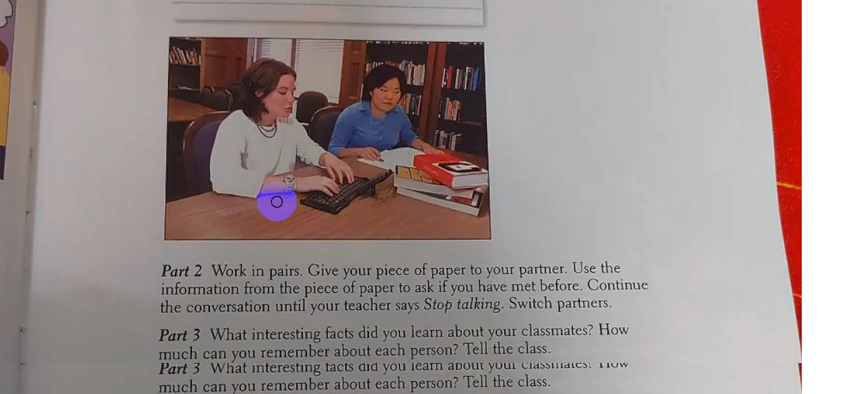 Part 2 Work in pairs. Give your piece of paper to your partner. Use the
information from the piece of paper to ask if you have met before. Continue
the conversation until your teacher says Stop talking. Switch partners.
Part 3 What interesting facts did you learn about your classmates? How
much can you remember about each person? Tell the class.
Part 3 What interesting facts did you learn about your classmates? How
much can you remember about each person? Tell the class.